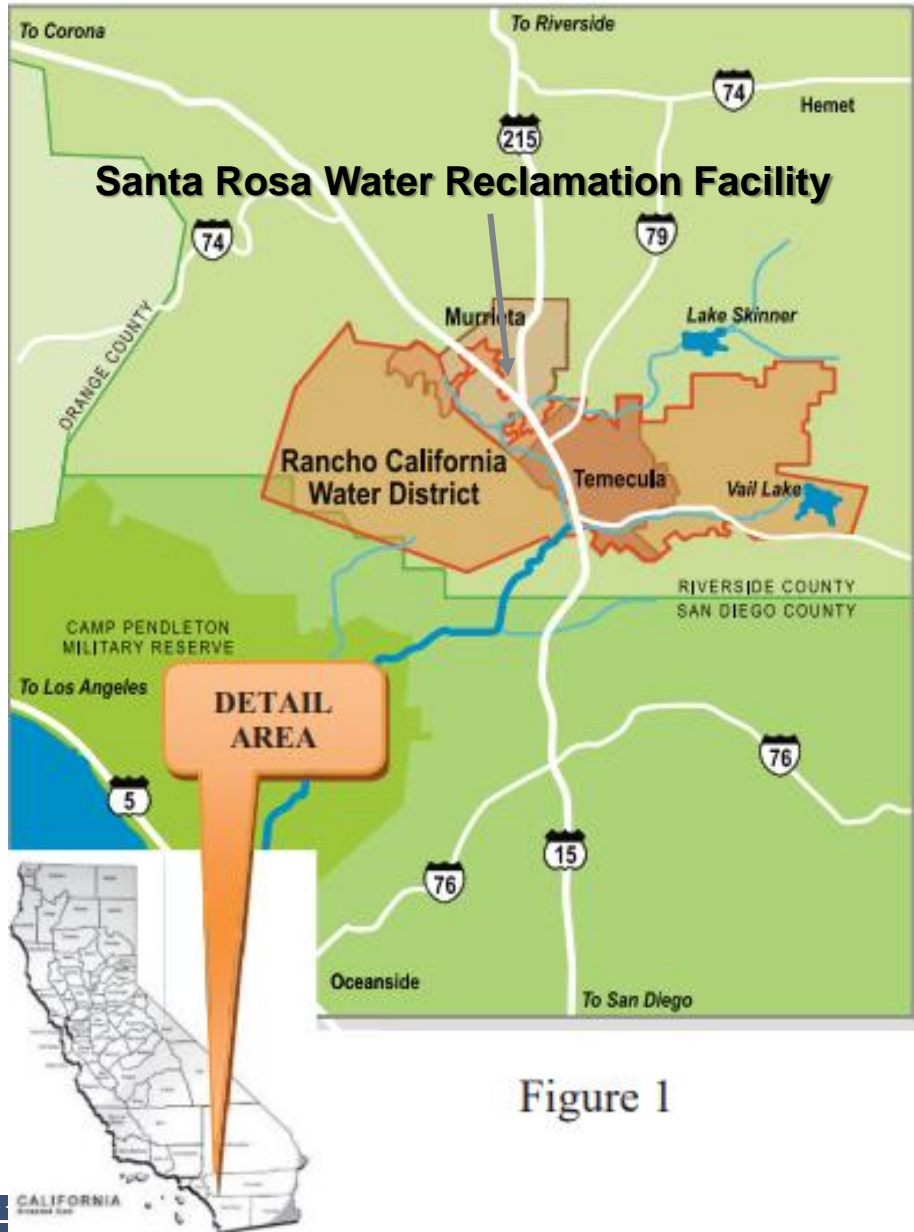 To Corona
To Riverside
74
Hemet
215
Santa Rosa Water Reclamation Facility
74
79
ORANGE COUNTY
Murrieta
Lake Skinner
Rancho California
Water District
Temecula
Vail Lake
RIVERSIDE COUNTY
SAN DIEGO COUNTY
CAMP PENDLETON
MILITARY RESERVE
To Los Angeles
DETAIL
AREA
76
5
15
76
Oceanside
To San Diego
Figure 1
CALIFORNIA